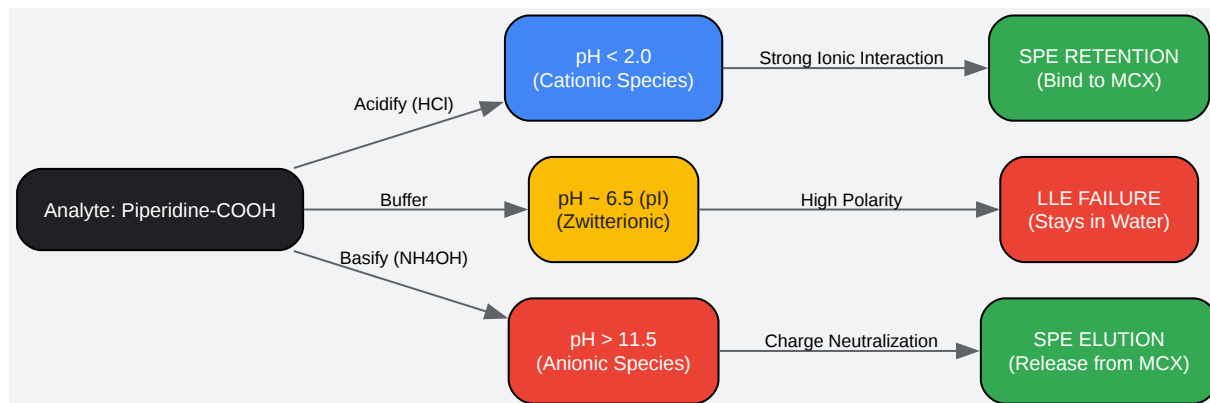 pH < 2.0
(Cationic Species)
Strong Ionic Interaction
SPE RETENTION
(Bind to MCX)
Acidify (HCl)
Analyte: Piperidine-COOH
Buffer
pH ~ 6.5 (pI)
(Zwitterionic)
High Polarity
LLE FAILURE
(Stays in Water)
Basify (NH4OH)
pH > 11.5
(Anionic Species)
Charge Neutralization
SPE ELUTION
(Release from MCX)